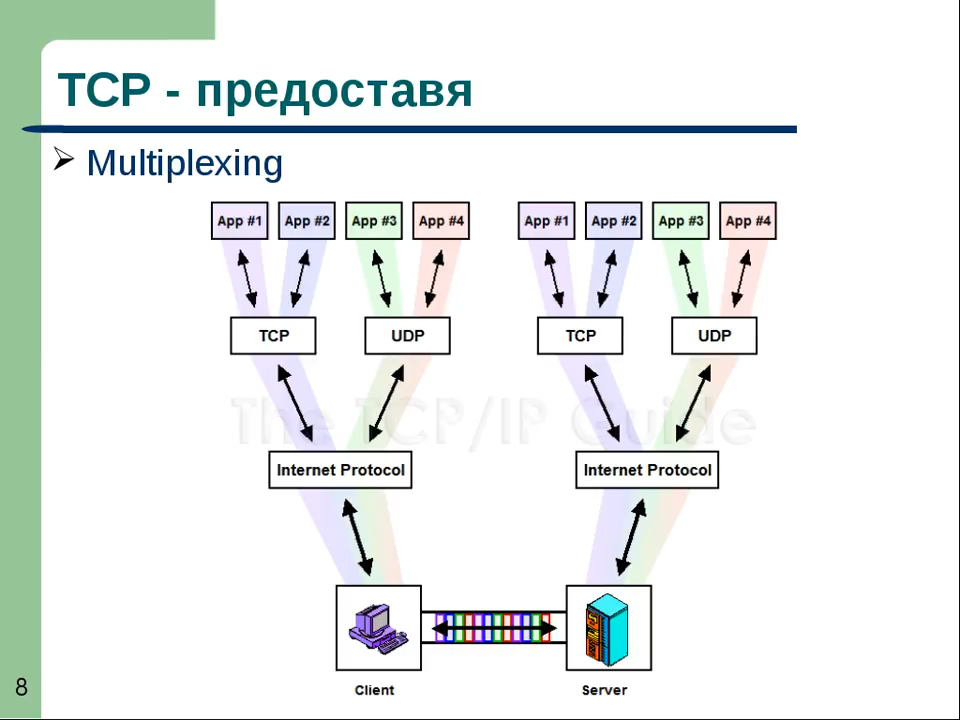 TCP - предоставя
Multiplexing
App #1 App #2 App #3 App #4 App #1 App #2 App #3 App #4
TCP UDP TCP UDP
The TCP/IP Guide
Internet Protocol Internet Protocol
Client Server
8